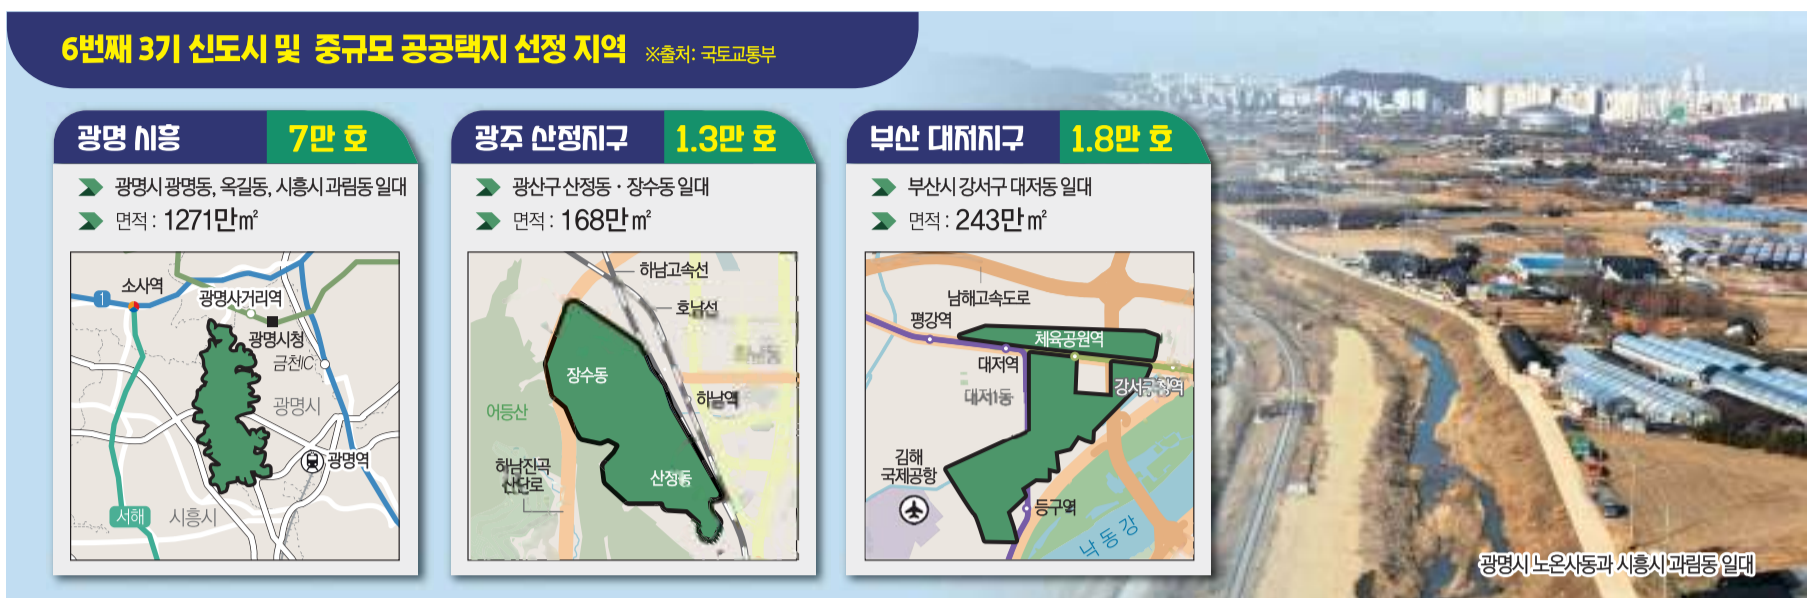 6번째 3기 신도시 및 중규모 공공택지 선정 지역 ※출처: 국토교통부
광명 시흥 7만 호
광명시 광명동, 옥길동, 시흥시 과림동 일대
면적 : 1271만㎡
소사역
1
광명사거리역
광명시청
금천IC
광명시
광명역
서해
시흥시
광주 산정지구 1.3만 호
광산구 산정동 · 장수동 일대
면적 : 168만㎡
하남고속선
호남선
장수동
하남역
어등산
하남진곡
산단로
산정동
부산 대저지구 1.8만 호
부산시 강서구 대저동 일대
면적 : 243만㎡
남해고속도로
평강역
체육공원역
대저역
강서구청역
대저1동
김해
국제공항
등구역
낙동강
광명시 노온사동과 시흥시 과림동 일대